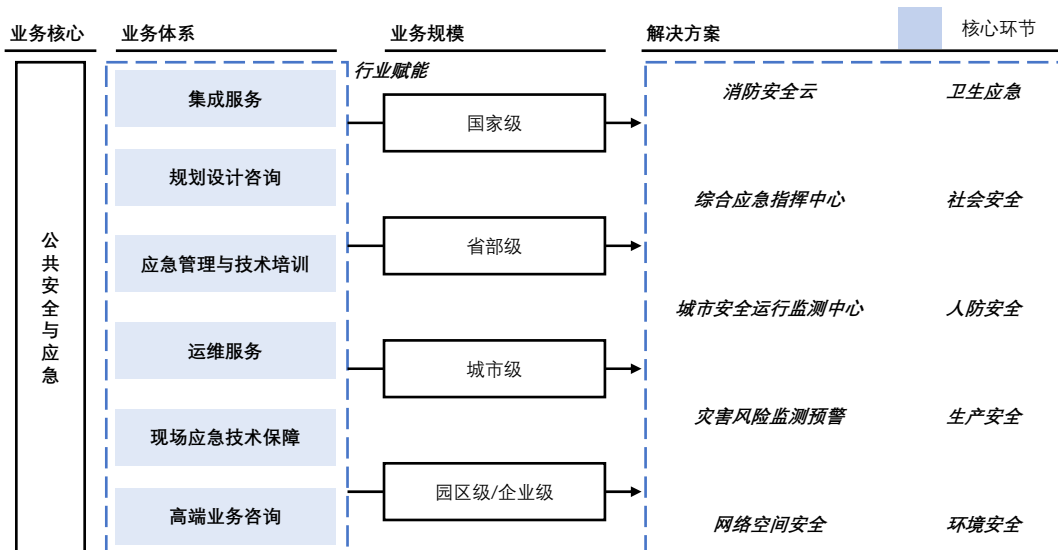 业务核心
业务体系
业务规模
解决方案
核心环节
公共安全与应急
集成服务
规划设计咨询
应急管理与技术培训
运维服务
现场应急技术保障
高端业务咨询
行业赋能
国家级
省部级
城市级
园区级/企业级
消防安全云
卫生应急
综合应急指挥中心
社会安全
城市安全运行监测中心
人防安全
灾害风险监测预警
生产安全
网络空间安全
环境安全